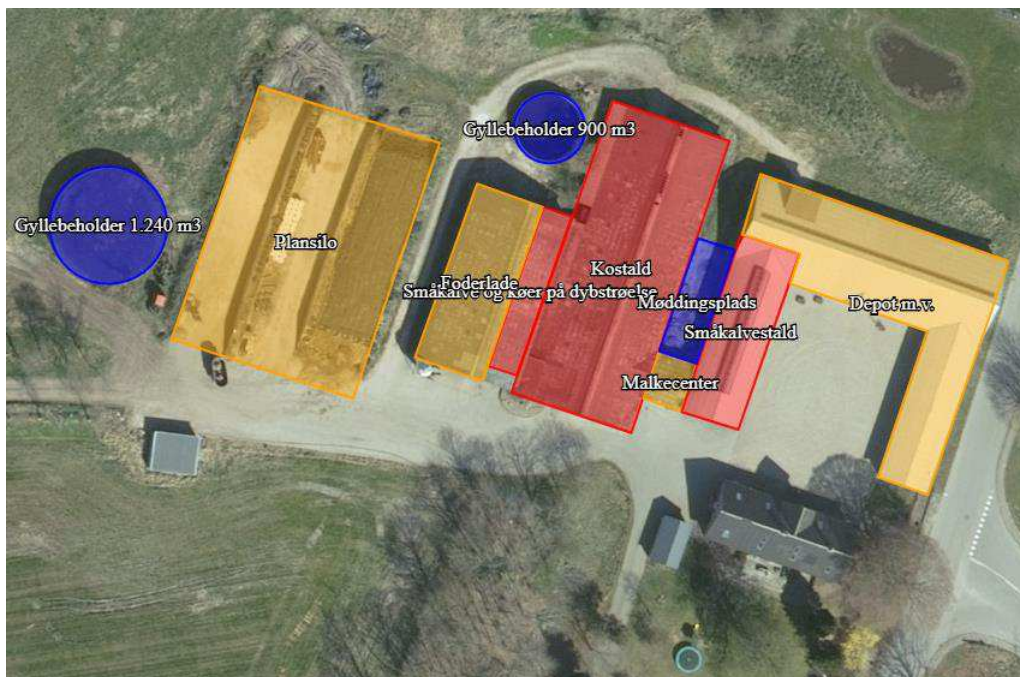 Gyllebeholder 900 m3
Gyllebeholder 1.240 m3
Plansilo
Kostald
Foderlade
Småkalve og køer på dybstrøelse
Møddingsplads
Depot m.v.
Småkalvestald
Malkecenter